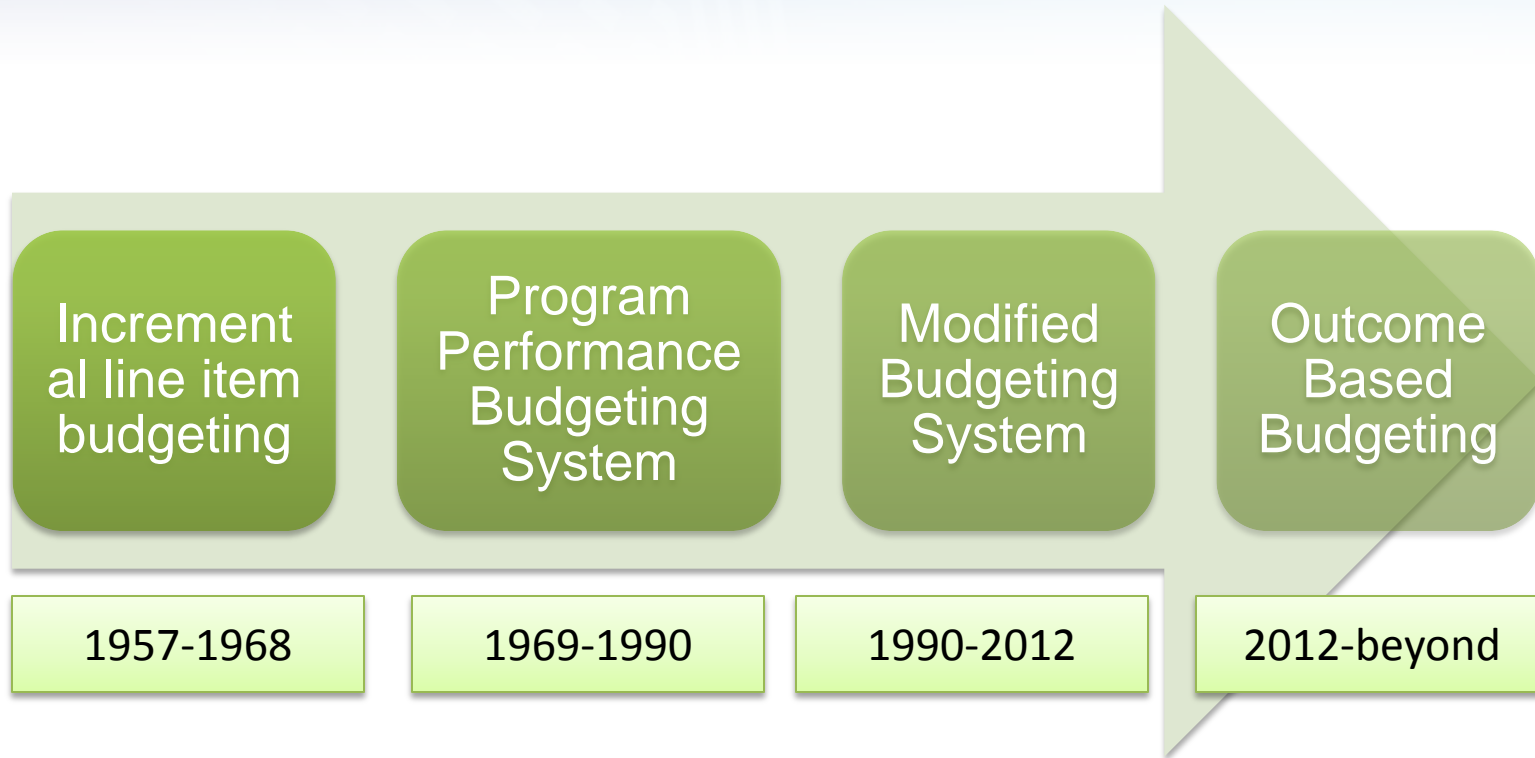 Increment
al line item
budgeting
Program
Performance
Budgeting
System
Modified
Budgeting
System
Outcome
Based
Budgeting
1957-1968
1969-1990
1990-2012
2012-beyond